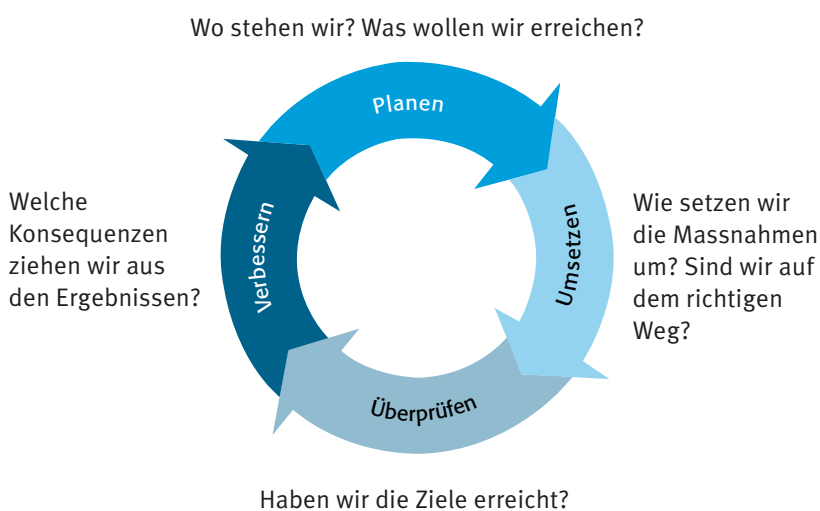 Wo stehen wir? Was wollen wir erreichen?
Planen
Welche
Konsequenzen
ziehen wir aus
den Ergebnissen?
Verbessern
Umsetzen
Wie setzen wir
die Massnahmen
um? Sind wir auf
dem richtigen
Weg?
Überprüfen
Haben wir die Ziele erreicht?